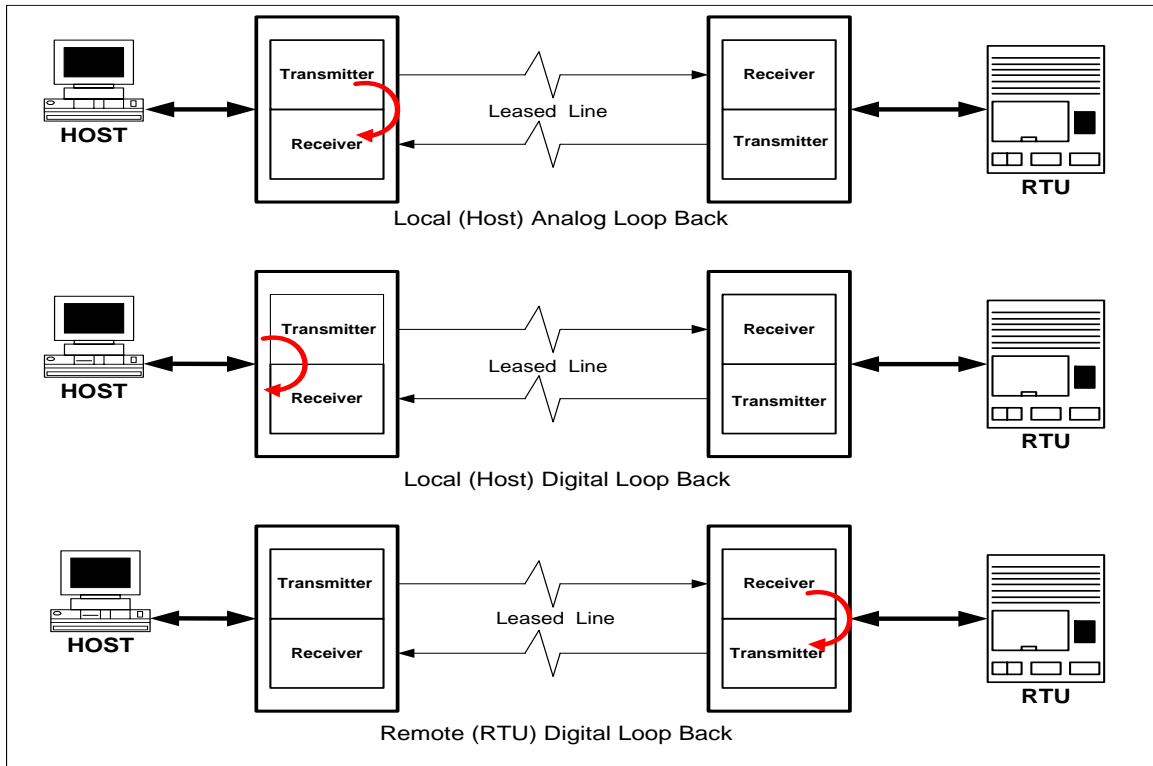 Transmitter
Receiver
HOST
Receiver
Leased Line
Transmitter
RTU
Local (Host) Analog Loop Back
Transmitter
Receiver
HOST
Leased Line
Receiver
Transmitter
RTU
Local (Host) Digital Loop Back
Transmitter
Receiver
HOST
Leased Line
Receiver
Transmitter
RTU
Remote (RTU) Digital Loop Back